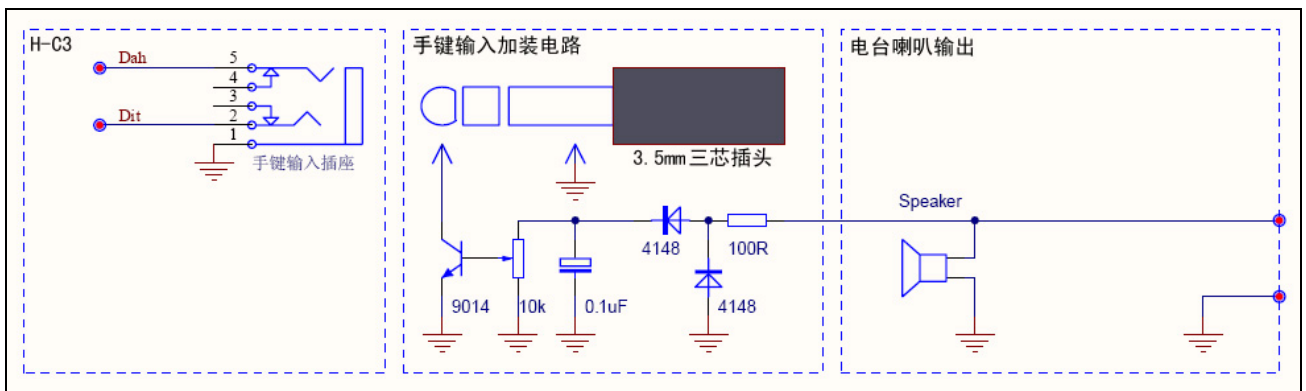 H-C3
Dah
5
4
3
Dit
2
1
手键输入插座
手键输入加装电路
3.5mm三芯插头
4148
100R
9014
10k
0.1uF
4148
电台喇叭输出
Speaker